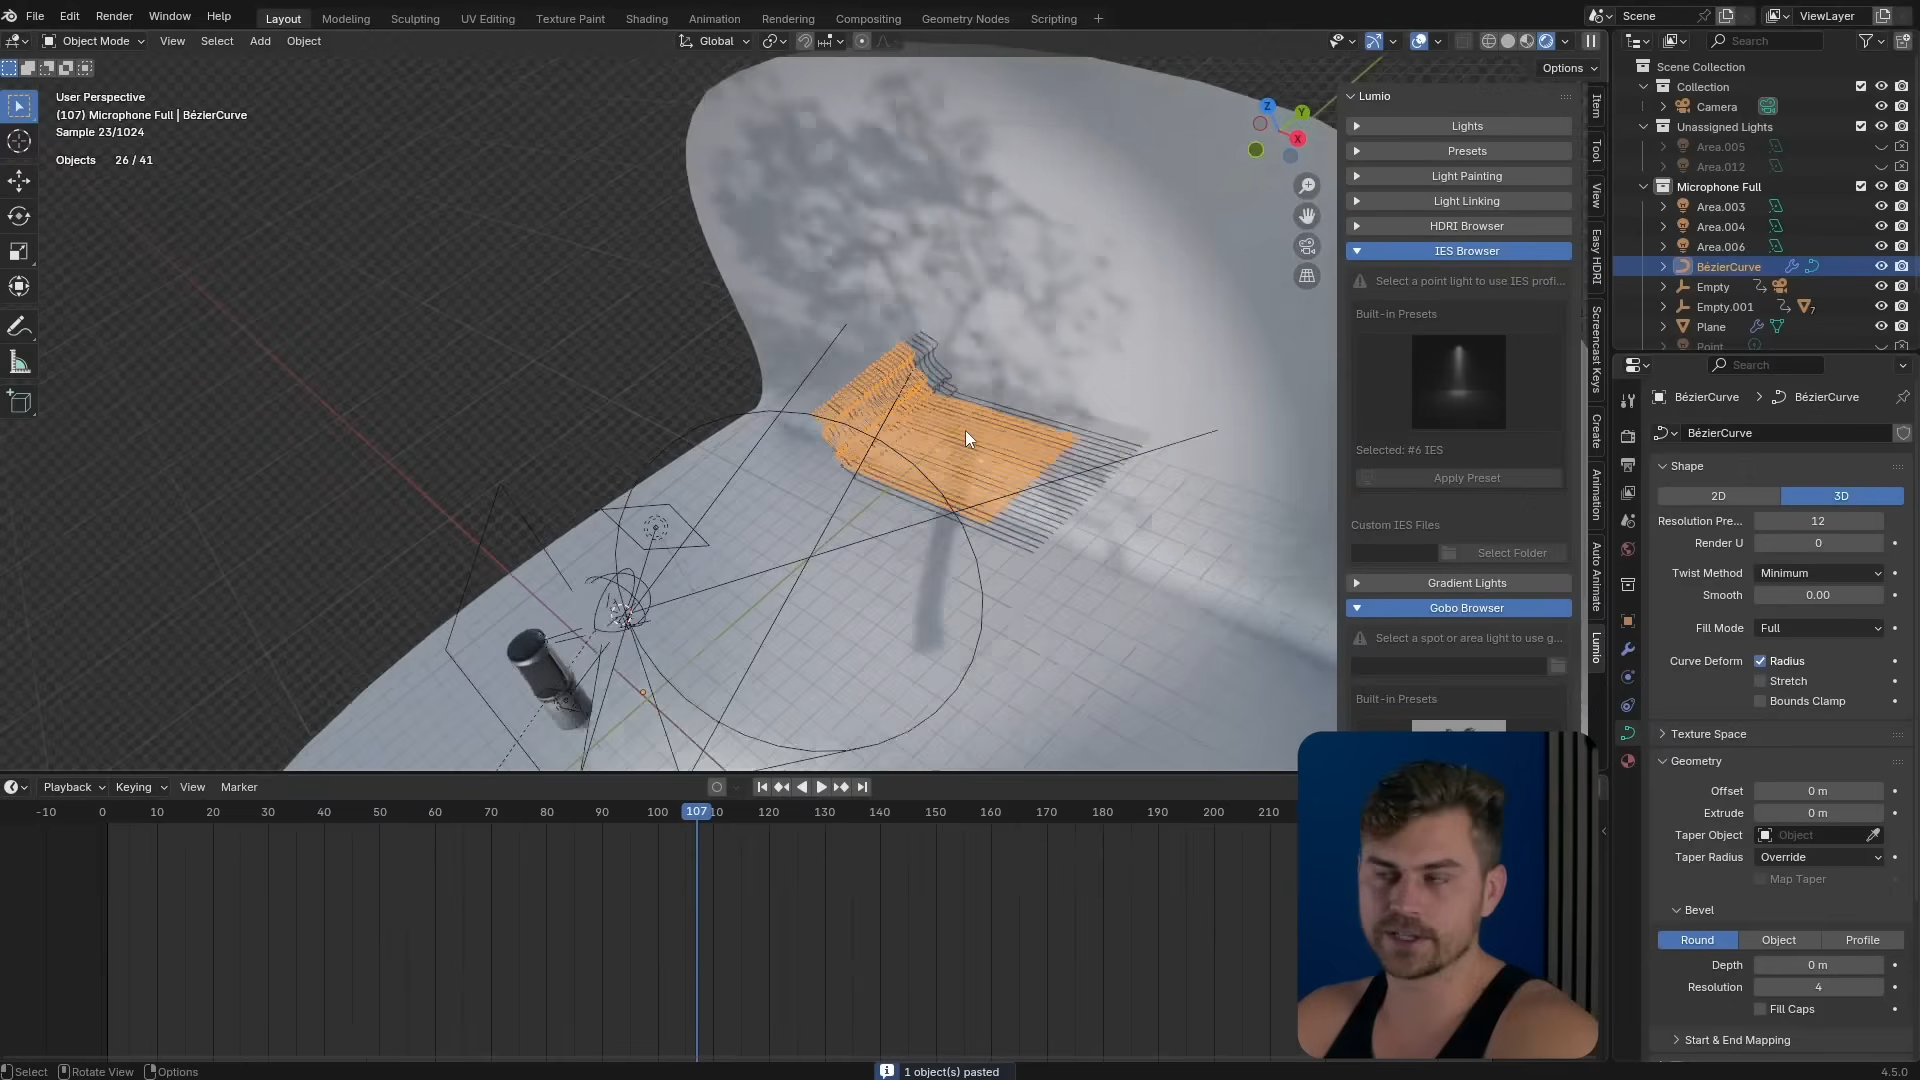 File Edit Render Window Help Layout Modeling Sculpting UV Editing Texture Paint Shading Animation Rendering Compositing Geometry Nodes Scripting + Scene ViewLayer
Object Mode View Select Add Object Global Search
Options
User Perspective
(107) Microphone Full | BézierCurve
Sample 23/1024
Objects 26 / 41
Z
Y
X
Lumio
Lights
Presets
Light Painting
Light Linking
HDRI Browser
IES Browser
Select a point light to use IES profi...
Built-in Presets
Selected: #6 IES
Apply Preset
Custom IES Files
Select Folder
Gradient Lights
Gobo Browser
Select a spot or area light to use g...
Built-in Presets
Item
Tool
View
Easy HDRI
Screencast Keys
Create
Animation
Auto Animate
Lumio
Scene Collection
Collection
Camera
Unassigned Lights
Area.005
Area.012
Microphone Full
Area.003
Area.004
Area.006
BézierCurve
Empty
Empty.001
7
Plane
Point
Search
BézierCurve > BézierCurve
BézierCurve
Shape
2D 3D
Resolution Pre... 12
Render U 0
Twist Method Minimum
Smooth 0.00
Fill Mode Full
Curve Deform Radius
Stretch
Bounds Clamp
Texture Space
Geometry
Offset 0 m
Extrude 0 m
Taper Object Object
Taper Radius Override
Map Taper
Bevel
Round Object Profile
Depth 0 m
Resolution 4
Fill Caps
Start & End Mapping
Playback Keying View Marker
-10 0 10 20 30 40 50 60 70 80 90 100 107 120 130 140 150 160 170 180 190 200 210
Select Rotate View Options 1 object(s) pasted 4.5.0